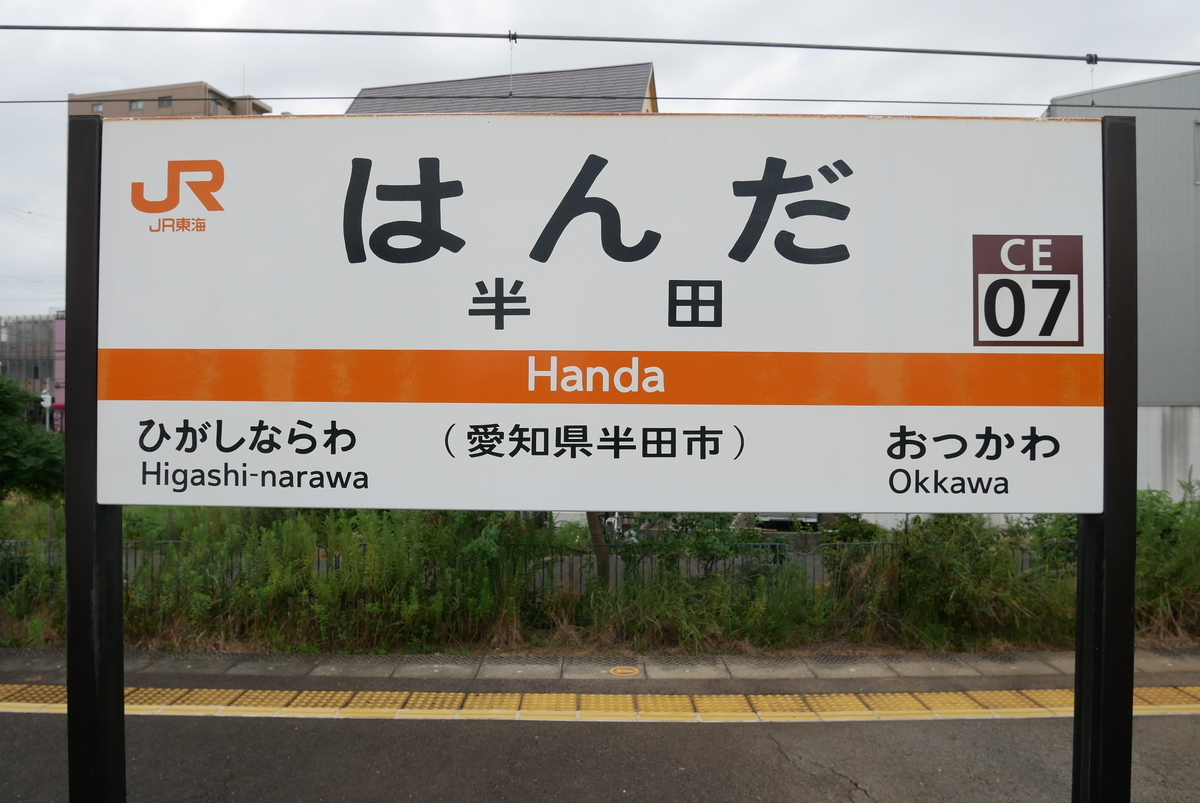 JR
JR東海
はんだ
半田
CE
07
Handa
ひがしならわ
Higashi-narawa
(愛知県半田市)
おっかわ
Okkawa